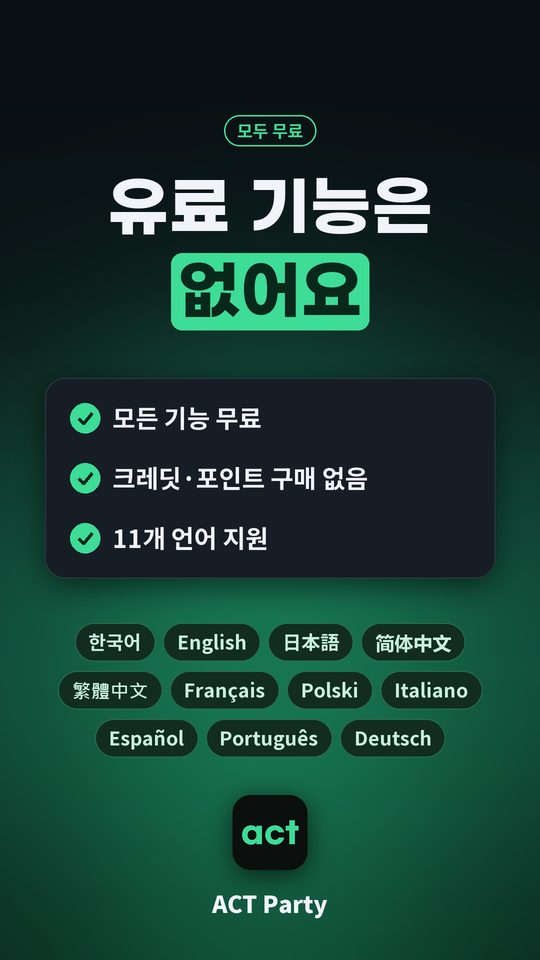 모두 무료
유료 기능은
없어요
모든 기능 무료
크레딧·포인트 구매 없음
11개 언어 지원
한국어 English 日本語 简体中文
繁體中文 Français Polski Italiano
Español Português Deutsch
act
ACT Party